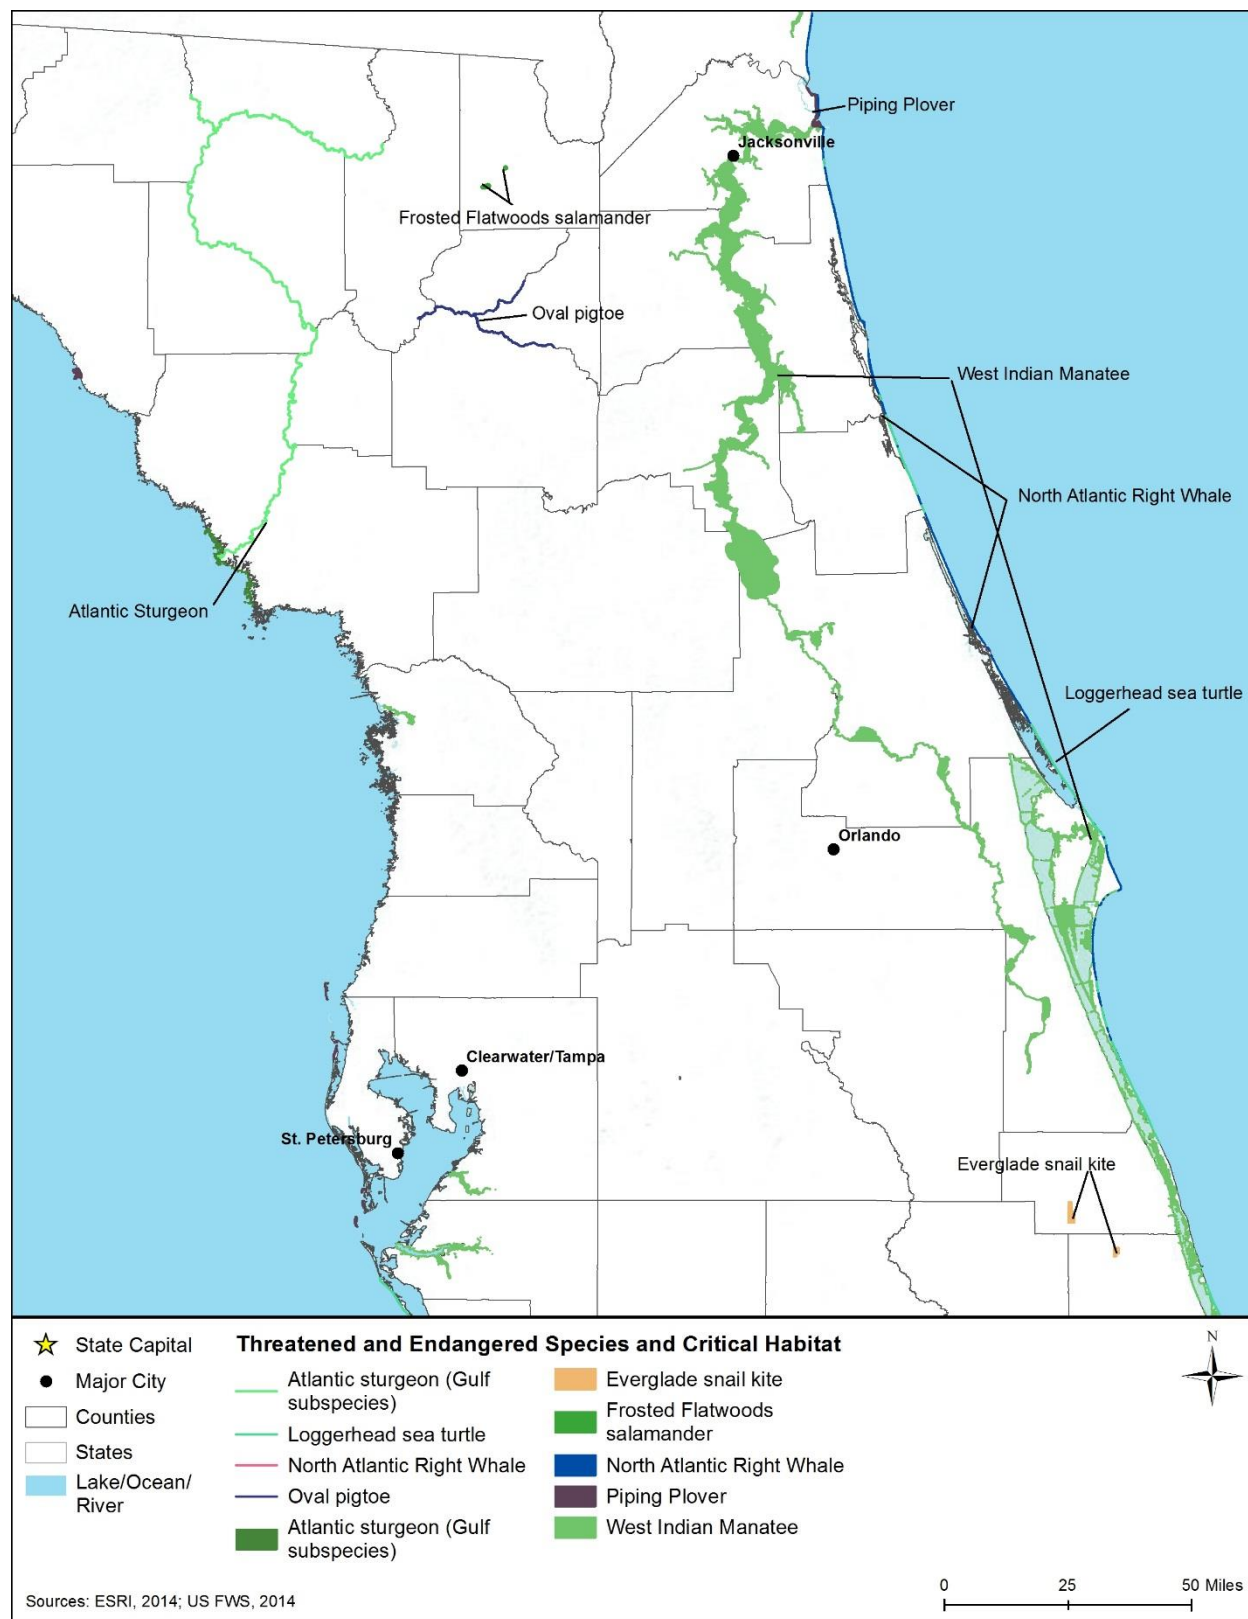 Piping Plover
Jacksonville
Frosted Flatwoods salamander
Oval pigtoe
West Indian Manatee
North Atlantic Right Whale
Atlantic Sturgeon
Loggerhead sea turtle
Orlando
Clearwater/Tampa
St. Petersburg
Everglade snail kite
State Capital
Major City
Counties
States
Lake/Ocean/
River
Threatened and Endangered Species and Critical Habitat
Atlantic sturgeon (Gulf
subspecies)
Loggerhead sea turtle
North Atlantic Right Whale
Oval pigtoe
Atlantic sturgeon (Gulf
subspecies)
Everglade snail kite
Frosted Flatwoods
salamander
North Atlantic Right Whale
Piping Plover
West Indian Manatee
N
0 25 50 Miles
Sources: ESRI, 2014; US FWS, 2014